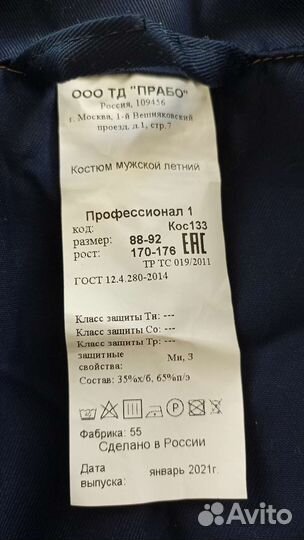 ООО ТД "ПРАБО"
Россия, 109456
г. Москва, 1-й Вешняковский
проезд, д.1, стр.7
Костюм мужской летний
Профессионал 1
код: Кос133
размер: 88-92
рост: 170-176 EAC
ТР ТС 019/2011
ГОСТ 12.4.280-2014
Класс защиты Ти: ---
Класс защиты Со: ---
Класс защиты Тр: ---
защитные
свойства: Ми, З
Состав: 35%х/б, 65%п/э
P
Фабрика: 55
Сделано в России
Дата
выпуска: январь 2021г.
Avito